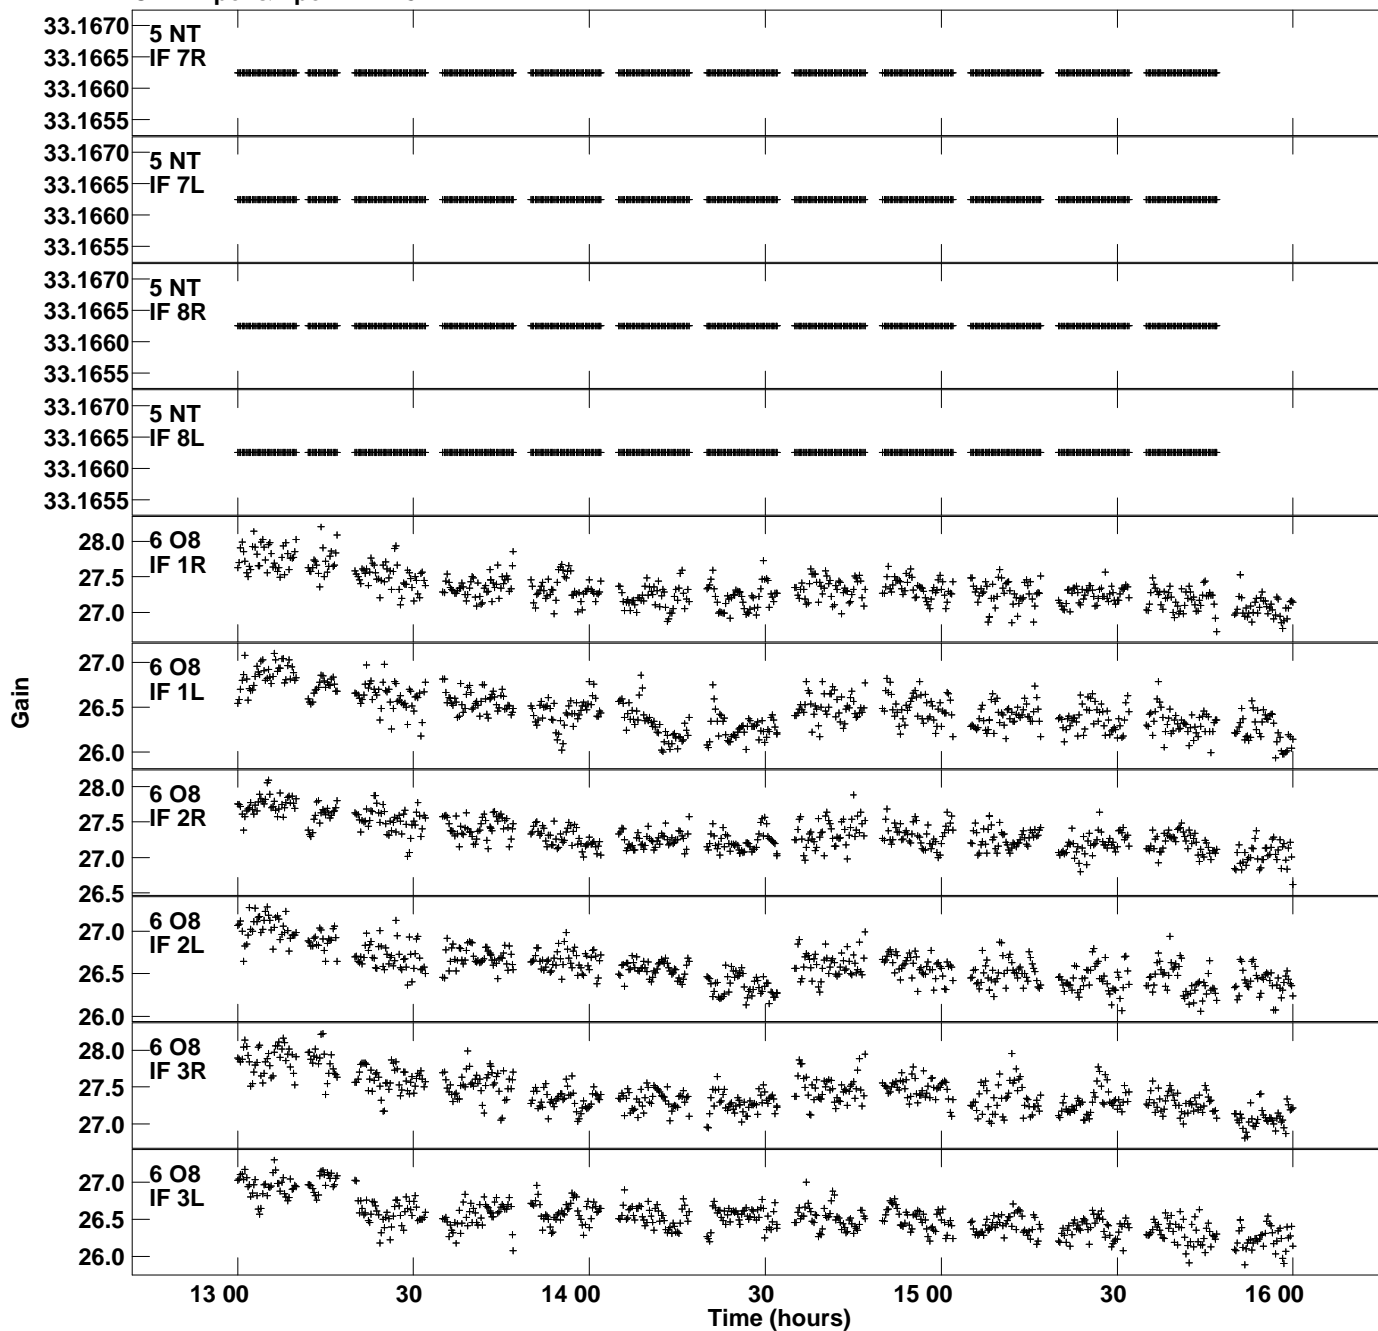 33.1670
33.1665
33.1660
33.1655
5 NT
IF 7R
33.1670
33.1665
33.1660
33.1655
5 NT
IF 7L
33.1670
33.1665
33.1660
33.1655
5 NT
IF 8R
33.1670
33.1665
33.1660
33.1655
5 NT
IF 8L
28.0
27.5
27.0
6 O8
IF 1R
27.0
26.5
26.0
6 O8
IF 1L
28.0
27.5
27.0
26.5
6 O8
IF 2R
27.0
26.5
26.0
6 O8
IF 2L
28.0
27.5
27.0
6 O8
IF 3R
27.0
26.5
26.0
6 O8
IF 3L
Gain
13 00 30 14 00 30 15 00 30 16 00
Time (hours)